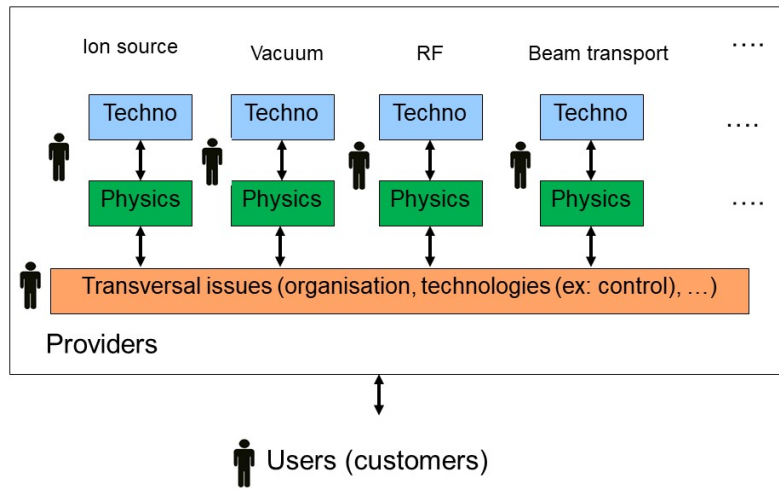 Ion source
Vacuum
RF
Beam transport
....
Techno
Techno
Techno
Techno
....
Physics
Physics
Physics
Physics
....
Transversal issues (organisation, technologies (ex: control), …)
Providers
Users (customers)